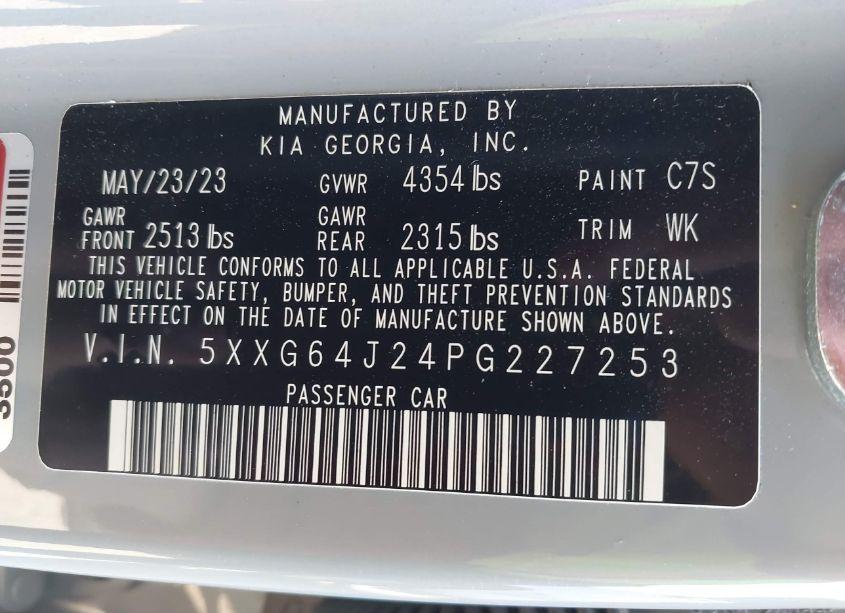 MANUFACTURED BY
KIA GEORGIA, INC.
MAY/23/23 GVWR 4354 lbs PAINT C7S
GAWR FRONT 2513 lbs GAWR REAR 2315 lbs TRIM WK
THIS VEHICLE CONFORMS TO ALL APPLICABLE U.S.A. FEDERAL
MOTOR VEHICLE SAFETY, BUMPER, AND THEFT PREVENTION STANDARDS
IN EFFECT ON THE DATE OF MANUFACTURE SHOWN ABOVE.
V.I.N. 5XXG64J24PG227253
PASSENGER CAR